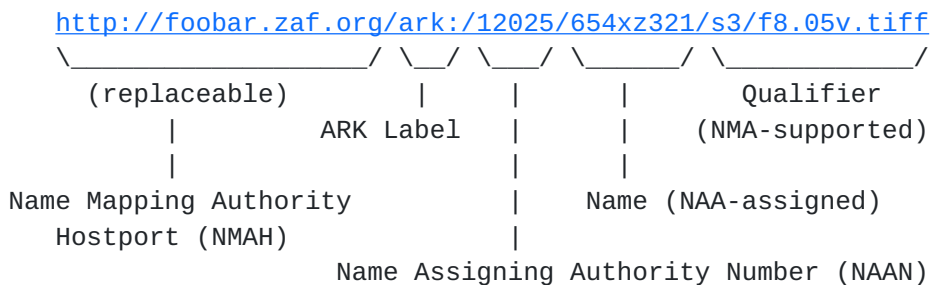 http://foobar.zaf.org/ark:/12025/654xz321/s3/f8.05v.tiff
\___________________/ \__/ \___/ \______/ \____________/
(replaceable) | | | Qualifier
| ARK Label | | (NMA-supported)
| | |
Name Mapping Authority | Name (NAA-assigned)
Hostport (NMAH) |
Name Assigning Authority Number (NAAN)